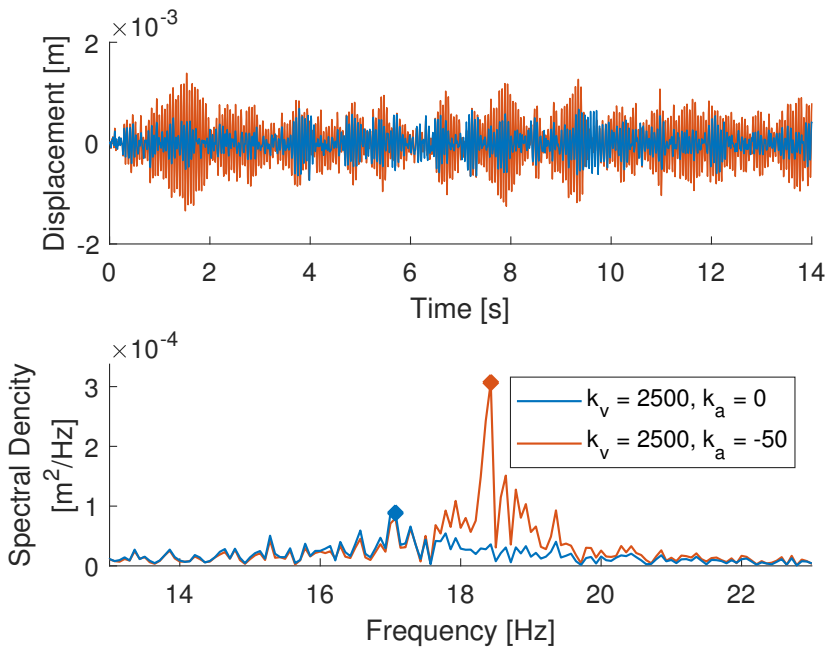 ×10⁻³
2
0
-2
Displacement [m]
0 2 4 6 8 10 12 14
Time [s]
×10⁻⁴
3
2
1
0
Spectral Dencity
[m²/Hz]
k_v = 2500, k_a = 0
k_v = 2500, k_a = -50
14 16 18 20 22
Frequency [Hz]